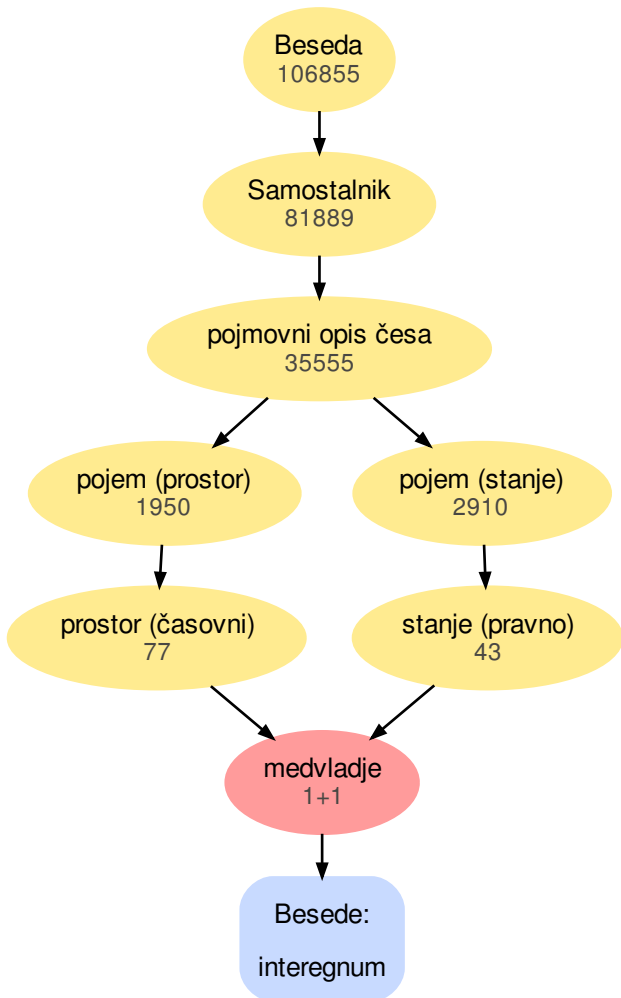 Beseda
106855
Samostalnik
81889
pojmovni opis česa
35555
pojem (prostor)
1950
pojem (stanje)
2910
prostor (časovni)
77
stanje (pravno)
43
medvladje
1+1
Besede:
interegnum